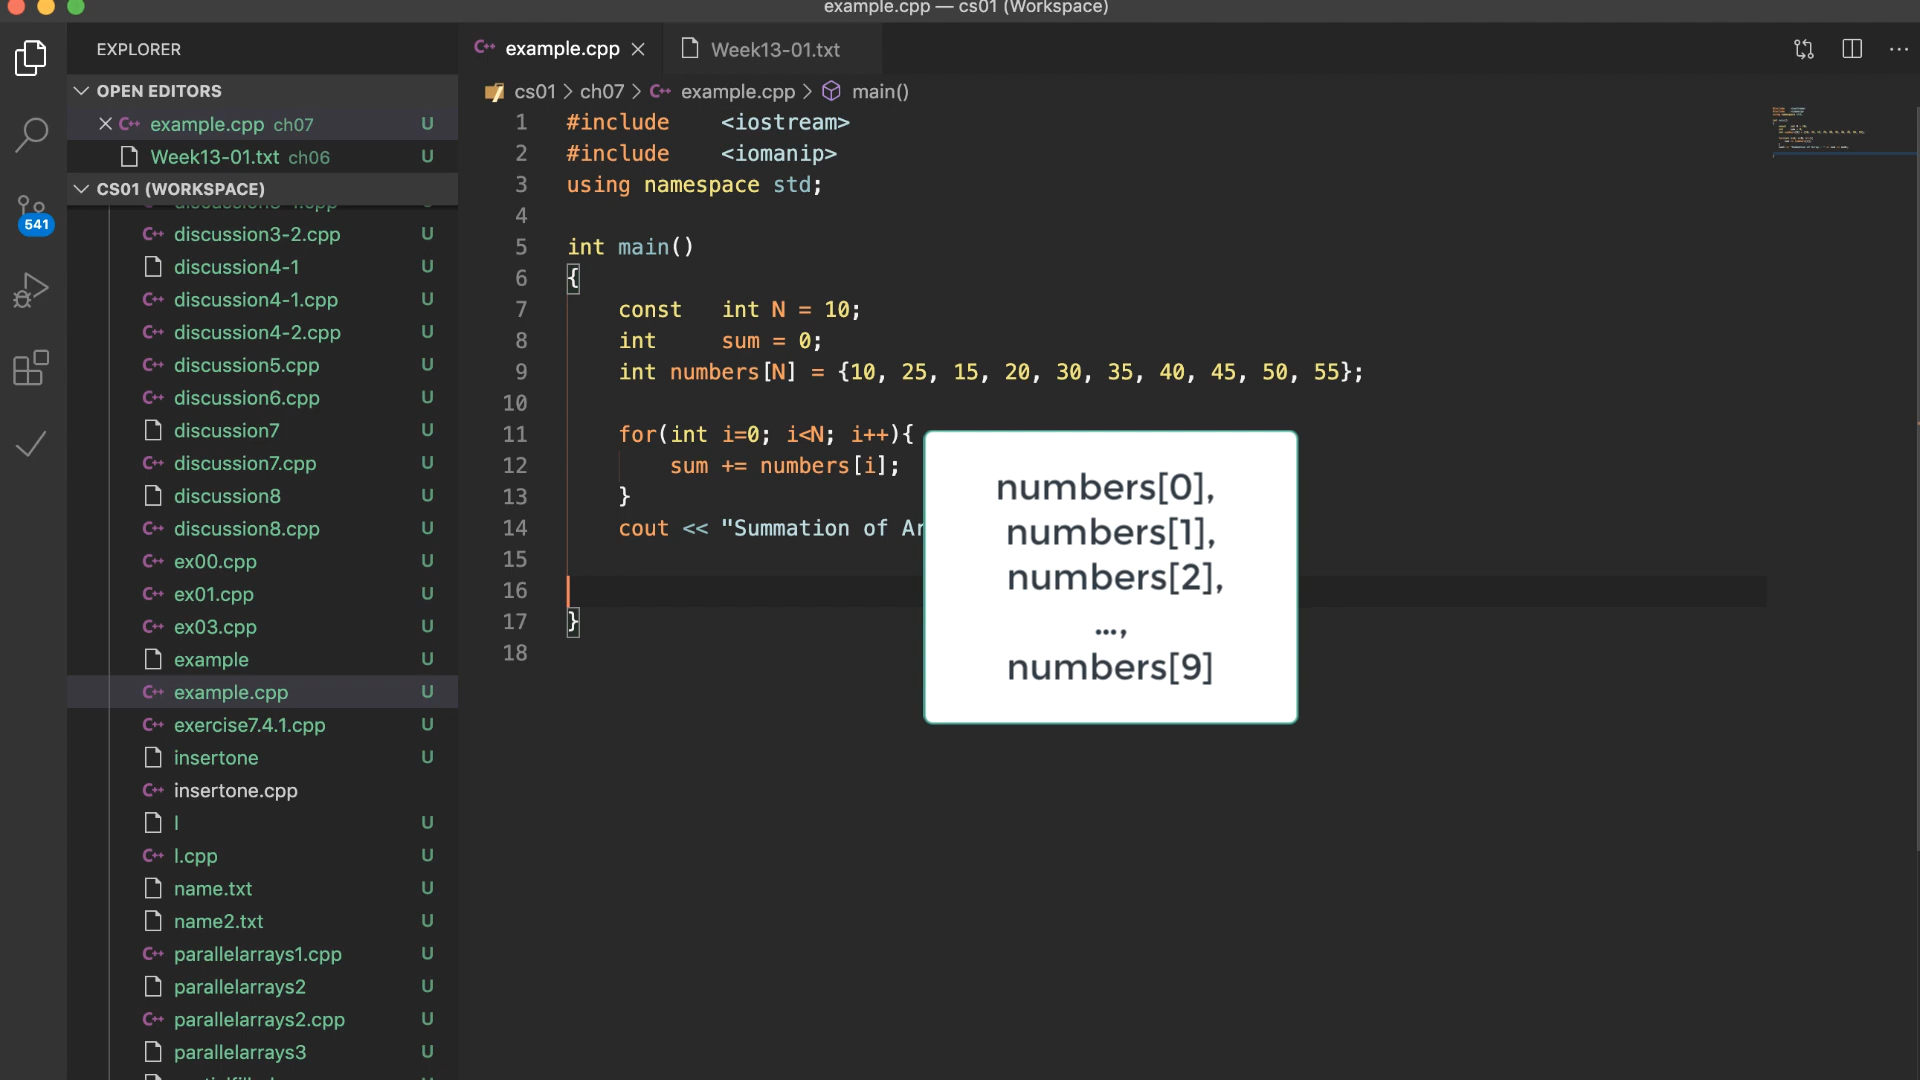 example.cpp — cs01 (Workspace)
EXPLORER
OPEN EDITORS
example.cpp ch07 U
Week13-01.txt ch06 U
CS01 (WORKSPACE)
541
discussion3-2.cpp U
discussion4-1 U
discussion4-1.cpp U
discussion4-2.cpp U
discussion5.cpp U
discussion6.cpp U
discussion7 U
discussion7.cpp U
discussion8 U
discussion8.cpp U
ex00.cpp U
ex01.cpp U
ex03.cpp U
example U
example.cpp U
exercise7.4.1.cpp U
insertone U
insertone.cpp
l U
l.cpp U
name.txt U
name2.txt U
parallelarrays1.cpp U
parallelarrays2 U
parallelarrays2.cpp U
parallelarrays3 U
example.cpp
Week13-01.txt
cs01 > ch07 > example.cpp > main()
1 #include <iostream>
2 #include <iomanip>
3 using namespace std;
4
5 int main()
6 {
7 const int N = 10;
8 int sum = 0;
9 int numbers[N] = {10, 25, 15, 20, 30, 35, 40, 45, 50, 55};
10
11 for(int i=0; i<N; i++){
12 sum += numbers[i];
13 }
14 cout << "Summation of Ar
15
16
17 }
18
numbers[0],
numbers[1],
numbers[2],
...,
numbers[9]